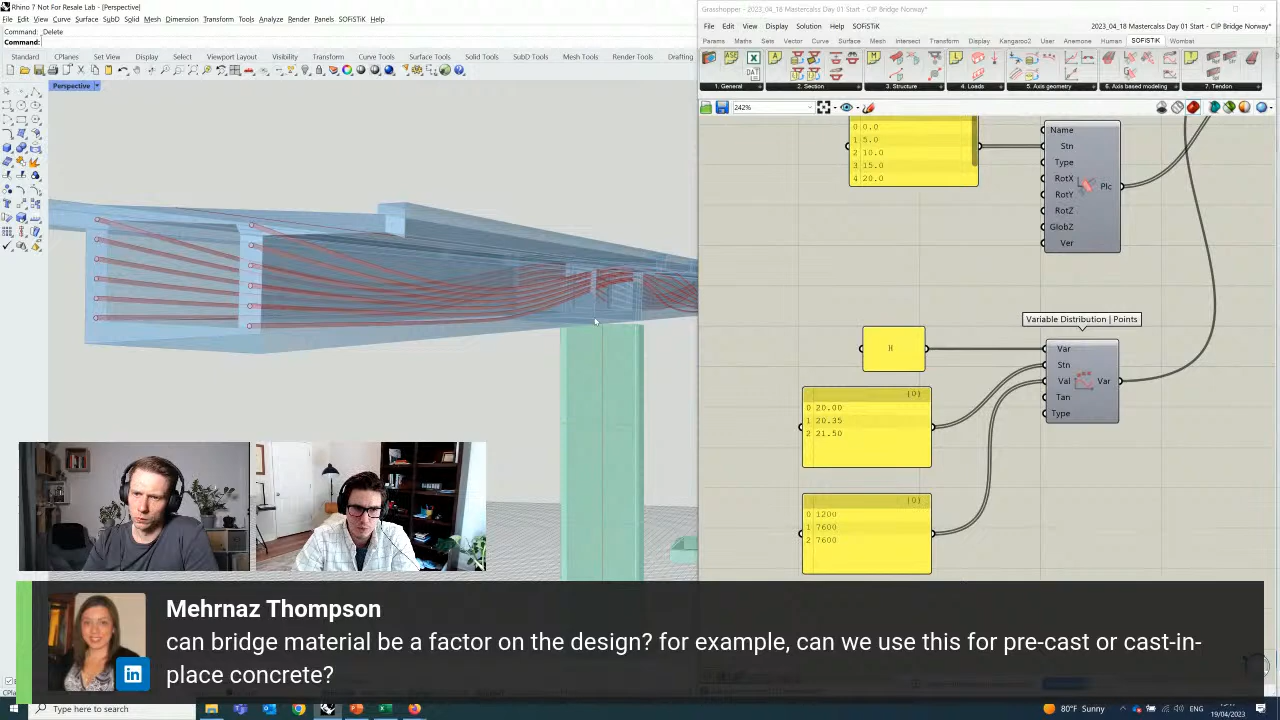 Rhino 7 Not For Resale Lab - [Perspective]
File Edit View Curve Surface SubD Solid Mesh Dimension Transform Tools Analyze Render Panels SOFiSTiK Help
Command: _Delete
Command:
Standard CPlanes Set View Display Select Viewport Layout Visibility Transform Curve Tools Surface Tools Solid Tools SubD Tools Mesh Tools Render Tools Drafting
Perspective
Grasshopper - 2023_04_18 Mastercalss Day 01 Start - CIP Bridge Norway*
File Edit View Display Solution Help SOFiSTiK
2023_04_18 Mastercalss Day 01 Start - CIP Bridge Norway*
Params Maths Sets Vector Curve Surface Mesh Intersect Transform Display Kangaroo2 User Anemone Human SOFiSTiK Wombat
1. General 2. Section 3. Structure 4. Loads 5. Axis geometry 6. Axis based modeling 7. Tendon
242%
0 0.0
1 5.0
2 10.0
3 15.0
4 20.0
Name
Stn
Type
RotX
RotY
RotZ
GlobZ
Ver
Plc
Variable Distribution | Points
H
Var
Stn
Val
Tan
Type
Var
{0}
0 20.00
1 20.35
2 21.50
{0}
0 1200
1 7600
2 7600
Mehrnaz Thompson
can bridge material be a factor on the design? for example, can we use this for pre-cast or cast-in-
place concrete?
in
Type here to search
80°F Sunny
ENG
19/04/2023